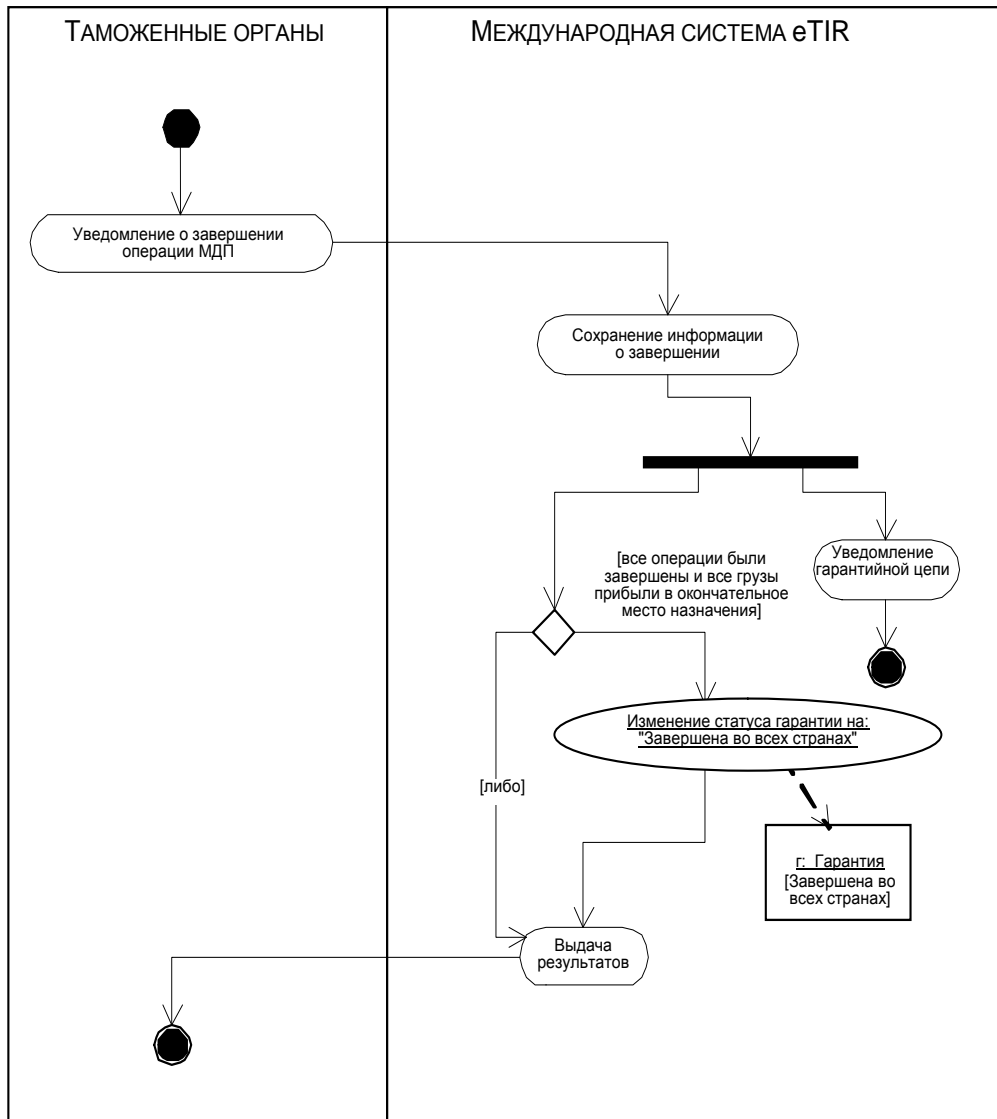 ТАМОЖЕННЫЕ ОРГАНЫ
МЕЖДУНАРОДНАЯ СИСТЕМА eTIR
Уведомление о завершении
операции МДП
Сохранение информации
о завершении
Уведомление
гарантийной цепи
[все операции были
завершены и все грузы
прибыли в окончательное
место назначения]
Изменение статуса гарантии на:
"Завершена во всех странах"
[либо]
г: Гарантия
[Завершена во
всех странах]
Выдача
результатов